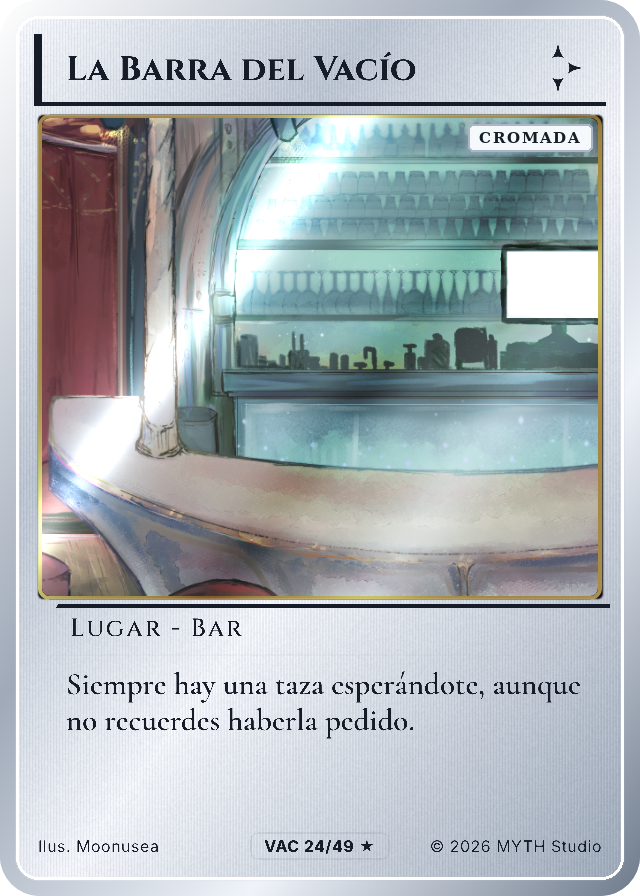 La Barra del Vacío
CROMADA
Lugar - Bar
Siempre hay una taza esperándote, aunque
no recuerdes haberla pedido.
Ilus. Moonusea
VAC 24/49 ★
© 2026 MYTH Studio